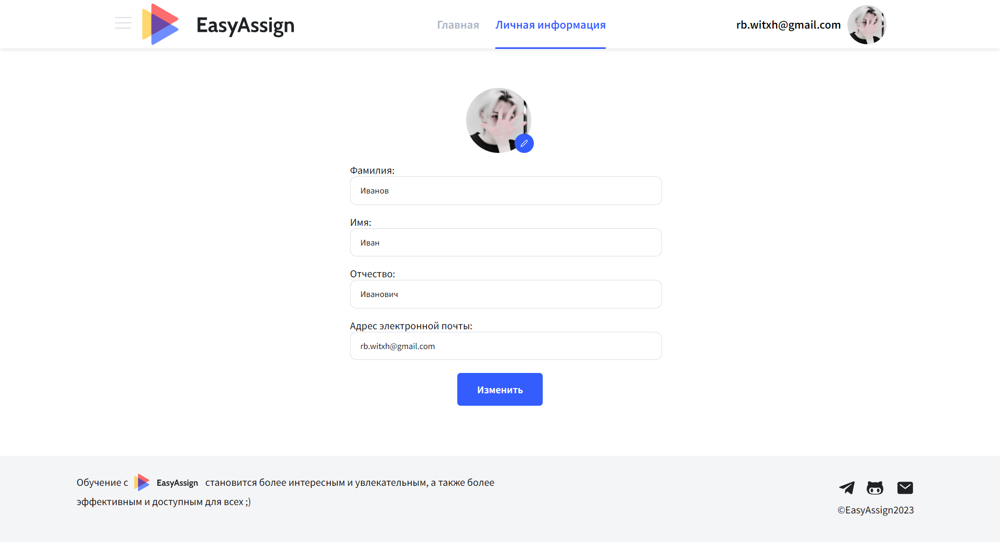 EasyAssign
Главная
Личная информация
rb.witxh@gmail.com
Фамилия:
Иванов
Имя:
Иван
Отчество:
Иванович
Адрес электронной почты:
rb.witxh@gmail.com
Изменить
Обучение с EasyAssign становится более интересным и увлекательным, а также более
эффективным и доступным для всех ;)
©EasyAssign2023